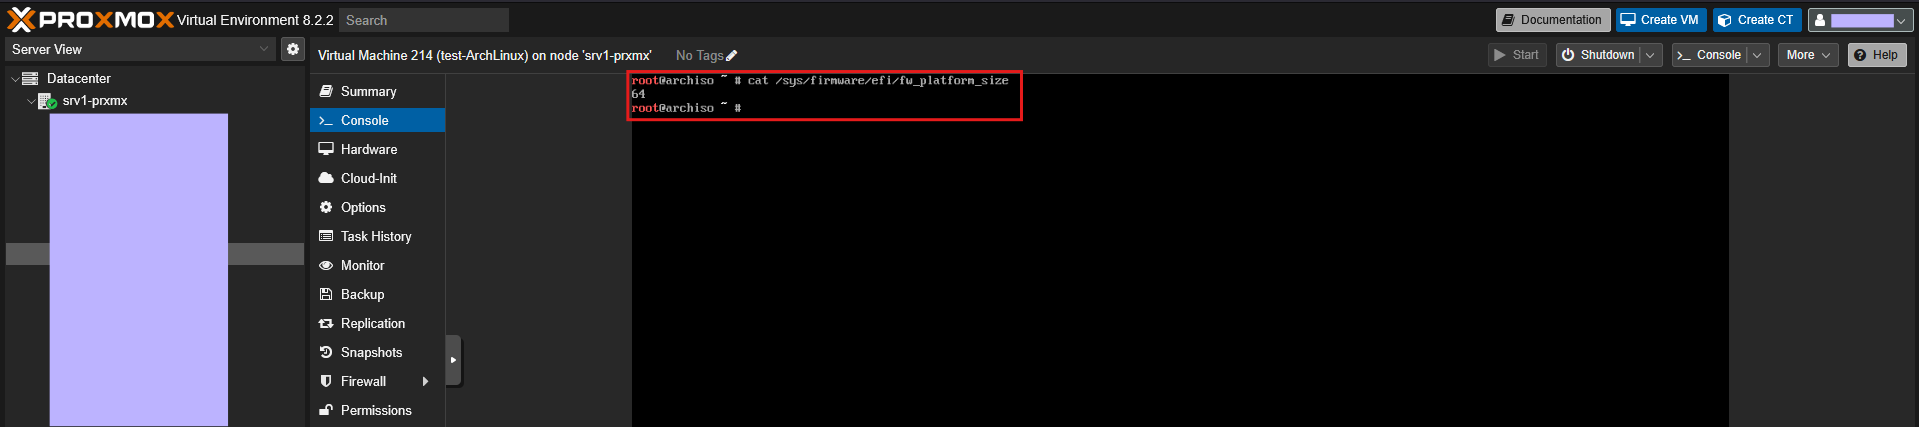 PROXMOX Virtual Environment 8.2.2 Search Documentation Create VM Create CT
Server View
Virtual Machine 214 (test-ArchLinux) on node 'srv1-prxmx' No Tags Start Shutdown Console More Help
Datacenter
srv1-prxmx
Summary
Console
Hardware
Cloud-Init
Options
Task History
Monitor
Backup
Replication
Snapshots
Firewall
Permissions
root@archiso ~ # cat /sys/firmware/efi/fw_platform_size
64
root@archiso ~ #